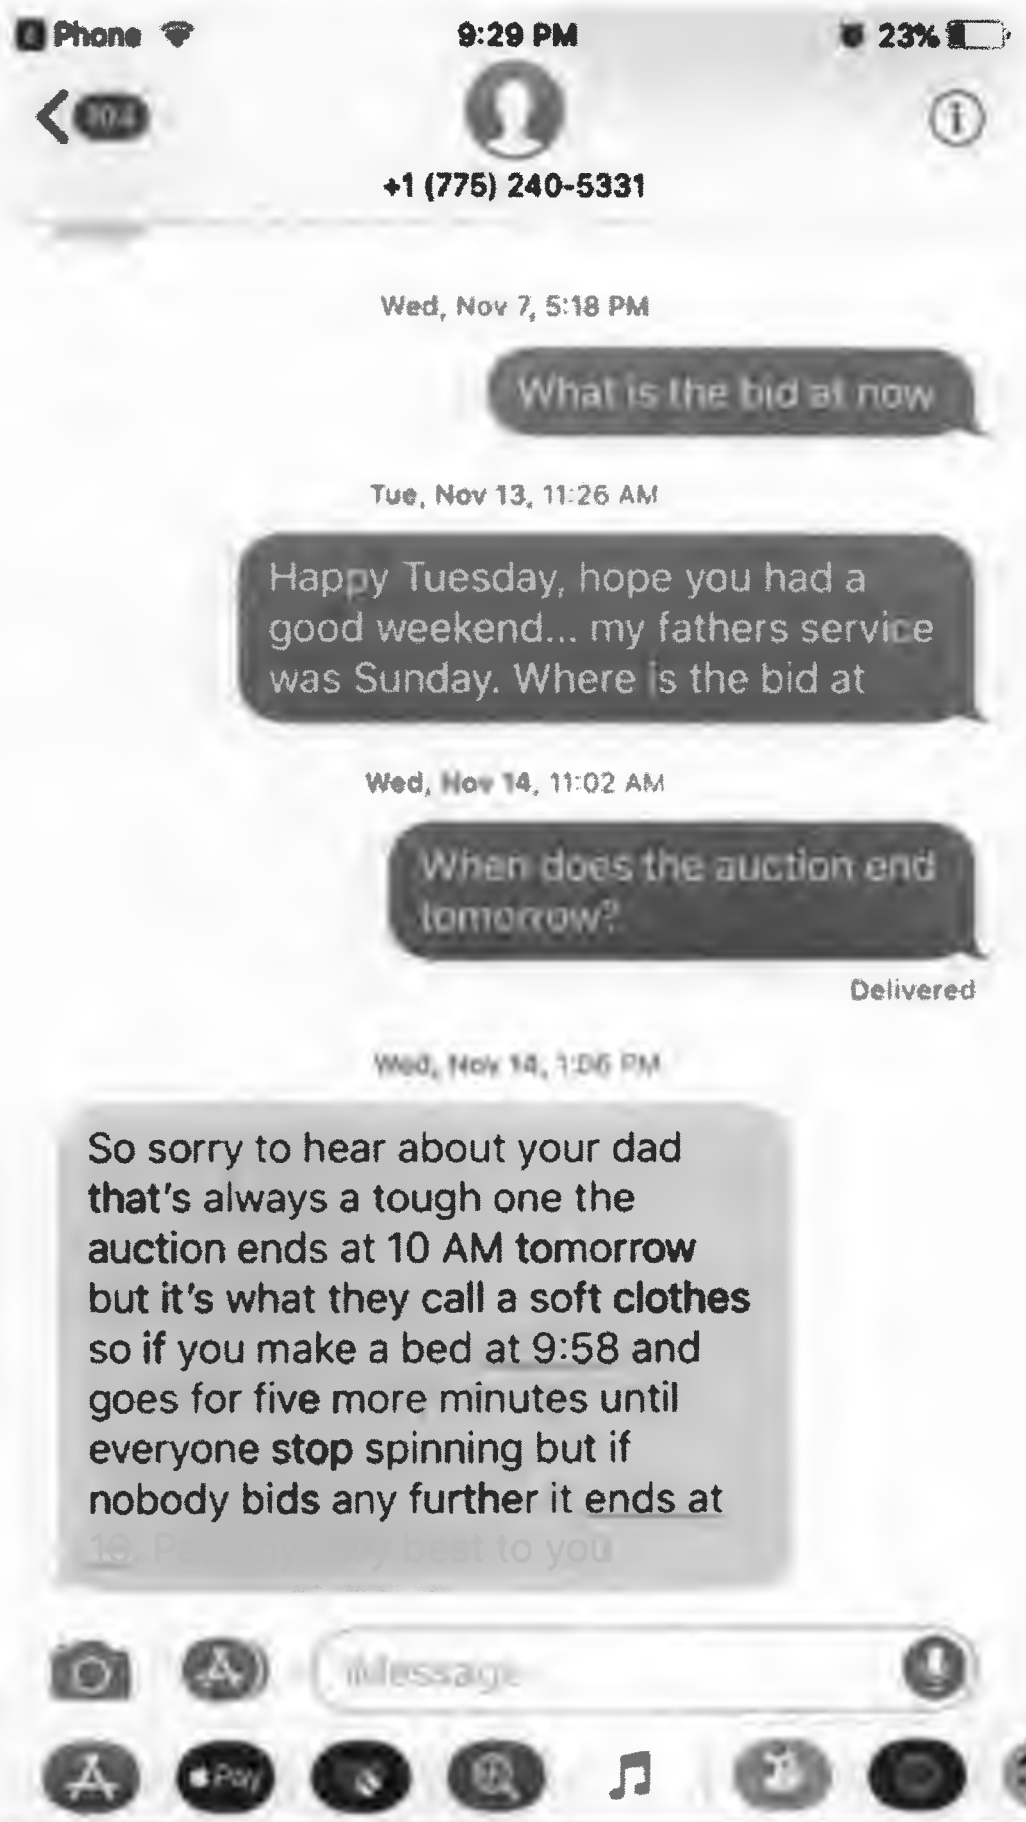 Phone
9:29 PM
23%
+1 (775) 240-5331
Wed, Nov 7, 5:18 PM
What is the bid at now
Tue, Nov 13, 11:26 AM
Happy Tuesday, hope you had a
good weekend... my fathers service
was Sunday. Where is the bid at
Wed, Nov 14, 11:02 AM
When does the auction end
tomorrow?
Delivered
Wed, Nov 14, 1:06 PM
So sorry to hear about your dad
that's always a tough one the
auction ends at 10 AM tomorrow
but it's what they call a soft clothes
so if you make a bed at 9:58 and
goes for five more minutes until
everyone stop spinning but if
nobody bids any further it ends at
10. my best to you
iMessage
Pay